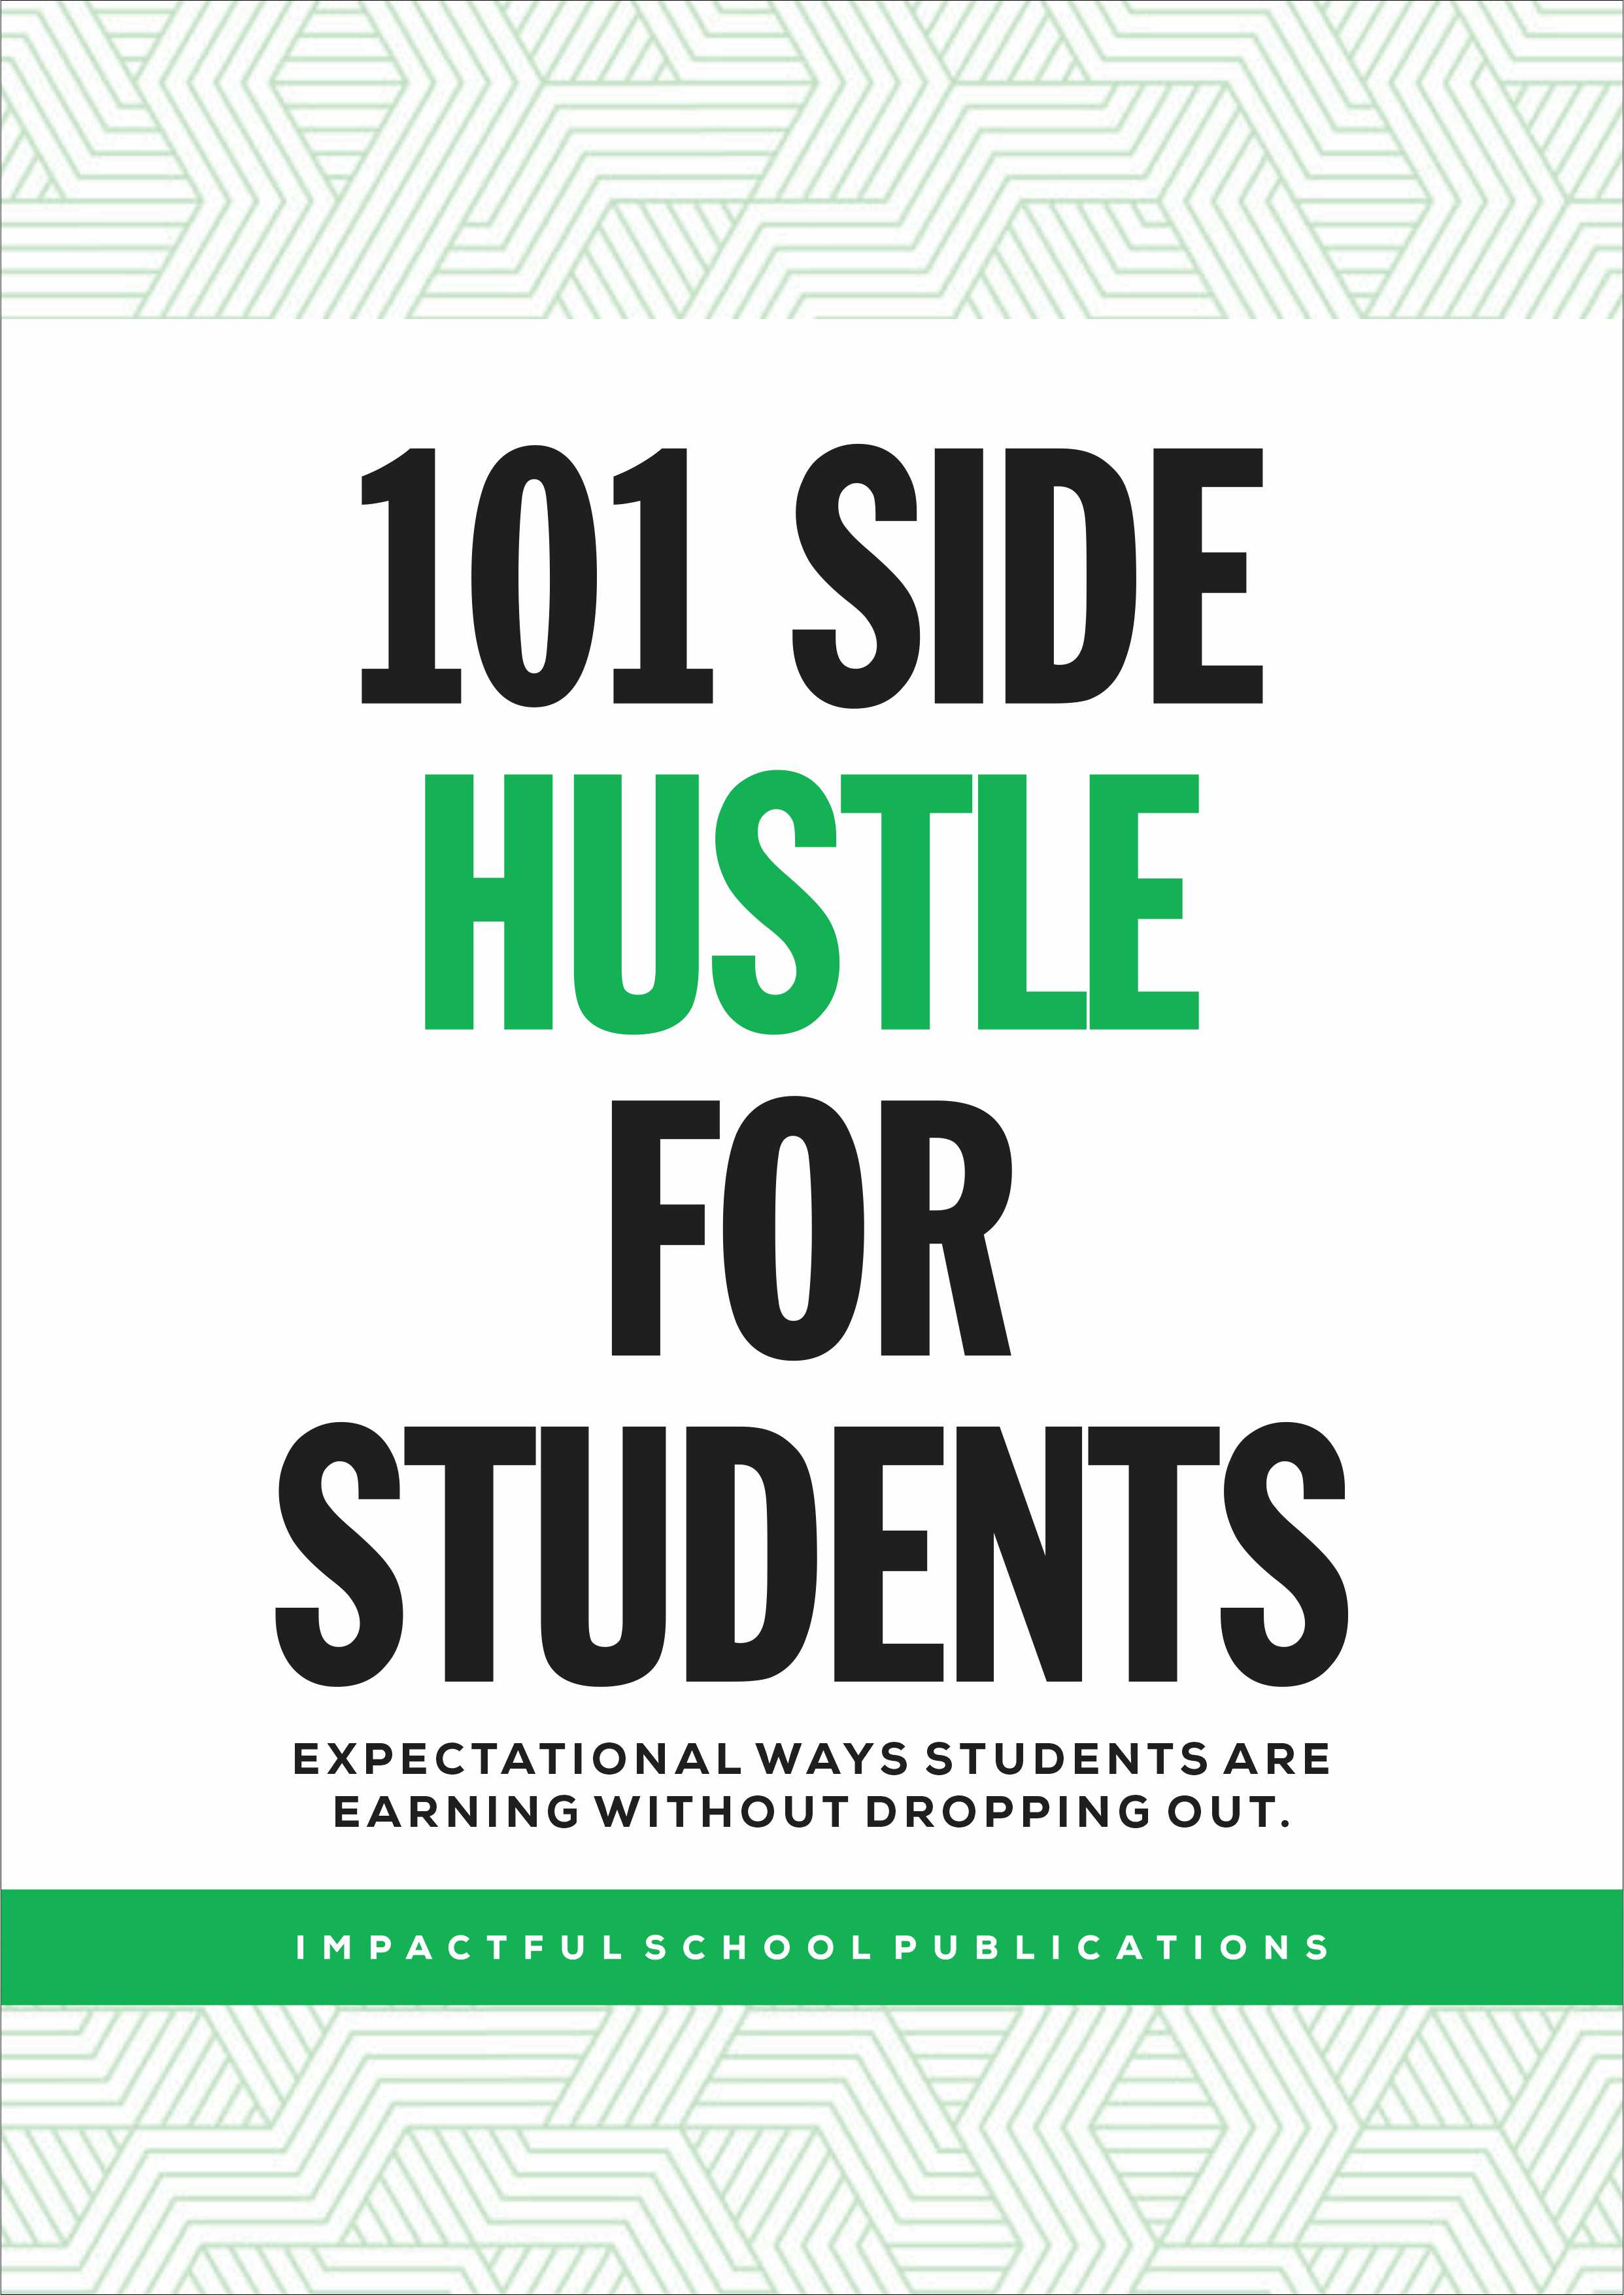 101 SIDE
HUSTLE
FOR
STUDENTS
EXPECTATIONAL WAYS STUDENTS ARE
EARNING WITHOUT DROPPING OUT.
IMPACTFUL SCHOOL PUBLICATIONS